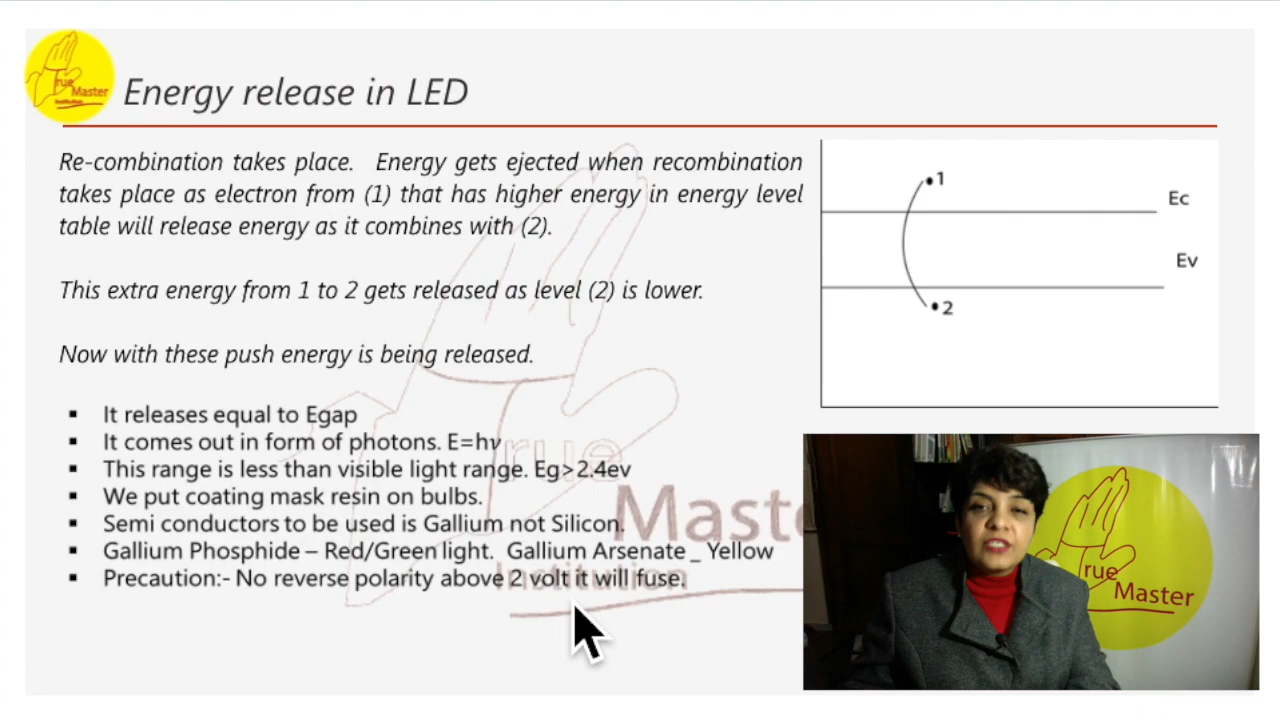 rue
Master
Institution
Energy release in LED
Re-combination takes place. Energy gets ejected when recombination
takes place as electron from (1) that has higher energy in energy level
table will release energy as it combines with (2).
This extra energy from 1 to 2 gets released as level (2) is lower.
Now with these push energy is being released.
▪ It releases equal to Egap
▪ It comes out in form of photons. E=hν
▪ This range is less than visible light range. Eg>2.4ev
▪ We put coating mask resin on bulbs.
▪ Semi conductors to be used is Gallium not Silicon.
▪ Gallium Phosphide – Red/Green light. Gallium Arsenate _ Yellow
▪ Precaution:- No reverse polarity above 2 volt it will fuse.
1
Ec
Ev
2
rue
Maste
Institution
rue
Master